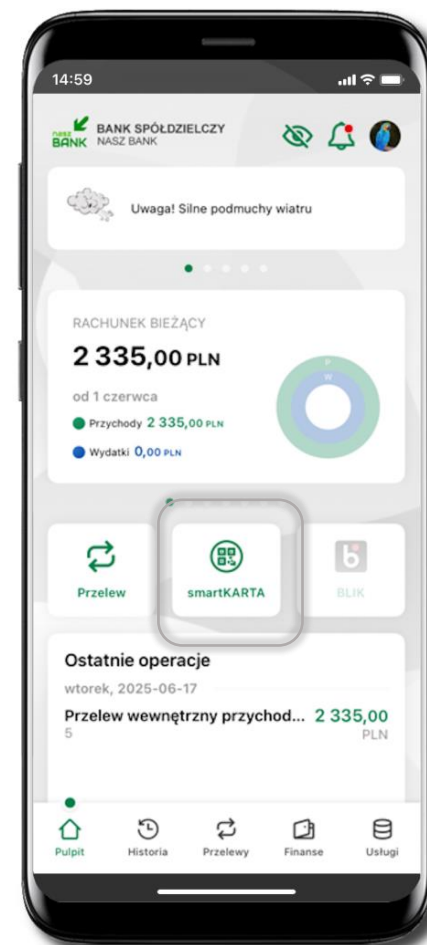 14:59
nasz BANK
BANK SPÓŁDZIELCZY
NASZ BANK
Uwaga! Silne podmuchy wiatru
RACHUNEK BIEŻĄCY
2 335,00 PLN
od 1 czerwca
Przychody 2 335,00 PLN
Wydatki 0,00 PLN
P
W
Przelew
smartKARTA
BLIK
Ostatnie operacje
wtorek, 2025-06-17
Przelew wewnętrzny przychod... 2 335,00
5 PLN
Pulpit
Historia
Przelewy
Finanse
Usługi